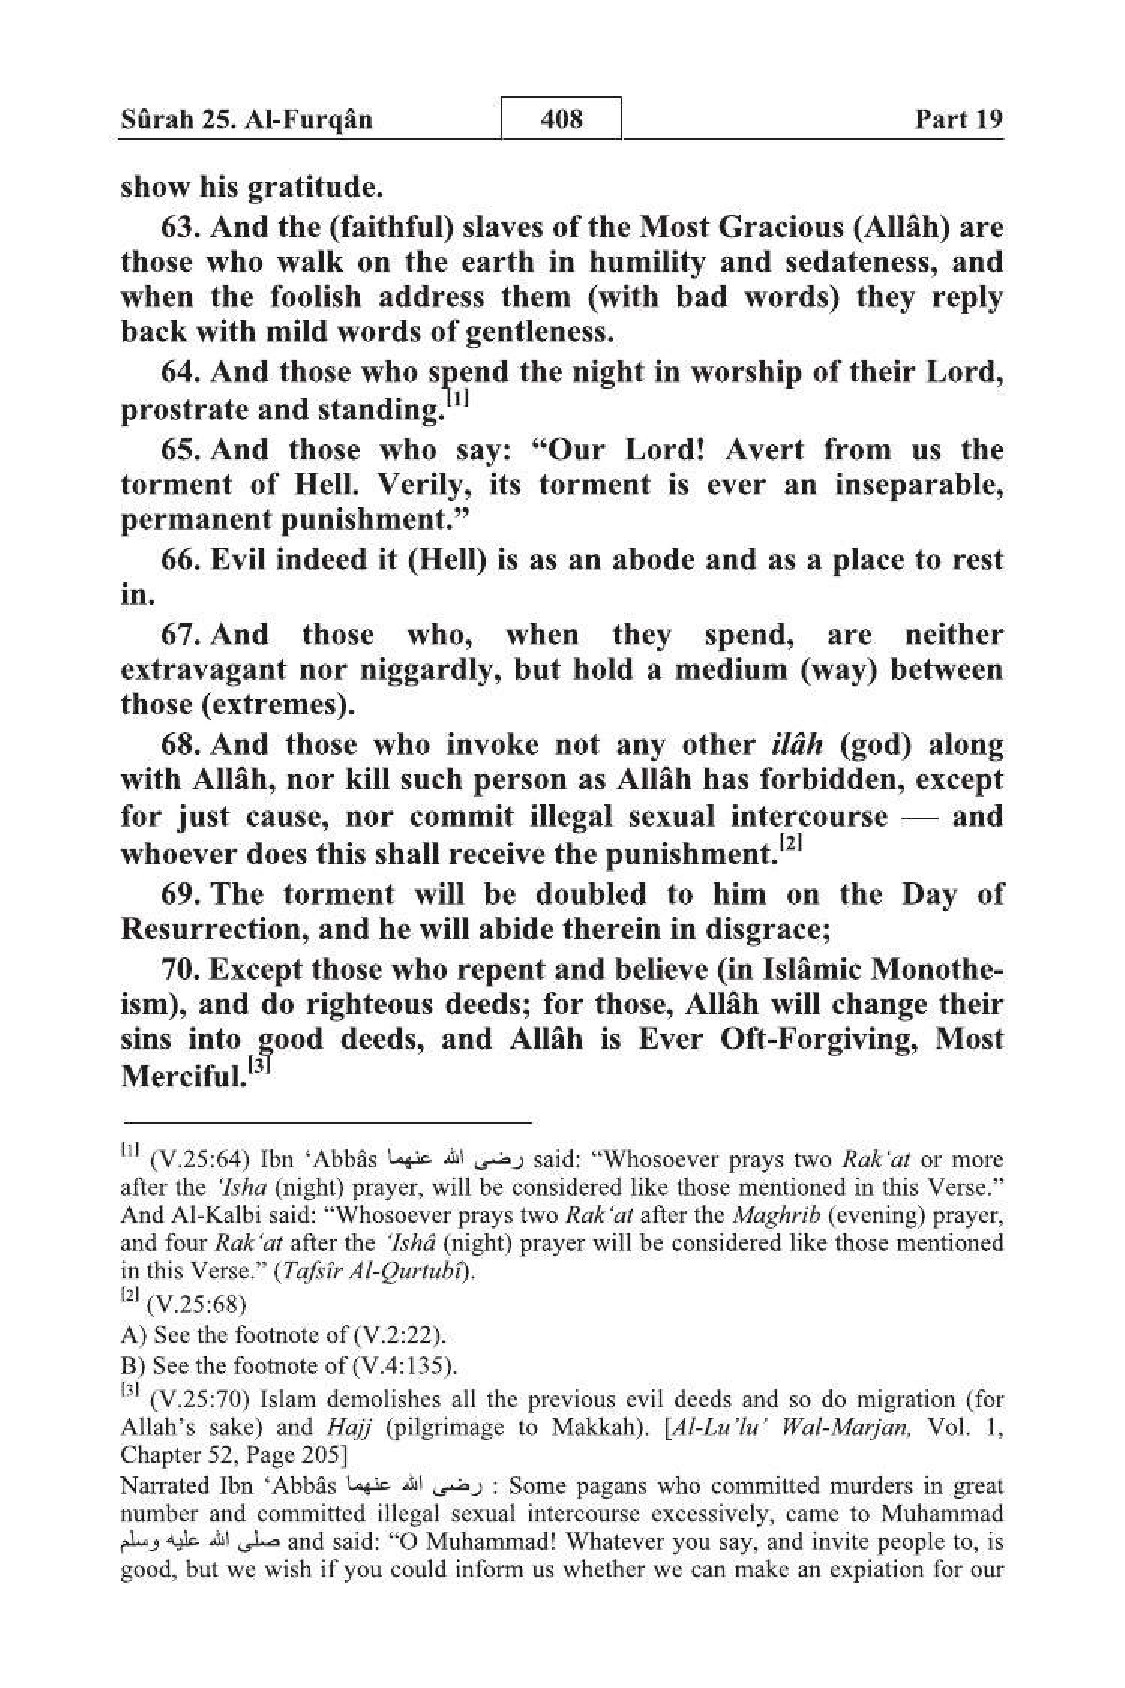 Sûrah 25. Al-Furqân 408 Part 19
show his gratitude.
63. And the (faithful) slaves of the Most Gracious (Allâh) are
those who walk on the earth in humility and sedateness, and
when the foolish address them (with bad words) they reply
back with mild words of gentleness.
64. And those who spend the night in worship of their Lord,
prostrate and standing.[1]
65. And those who say: “Our Lord! Avert from us the
torment of Hell. Verily, its torment is ever an inseparable,
permanent punishment.”
66. Evil indeed it (Hell) is as an abode and as a place to rest
in.
67. And those who, when they spend, are neither
extravagant nor niggardly, but hold a medium (way) between
those (extremes).
68. And those who invoke not any other ilâh (god) along
with Allâh, nor kill such person as Allâh has forbidden, except
for just cause, nor commit illegal sexual intercourse — and
whoever does this shall receive the punishment.[2]
69. The torment will be doubled to him on the Day of
Resurrection, and he will abide therein in disgrace;
70. Except those who repent and believe (in Islâmic Monothe-
ism), and do righteous deeds; for those, Allâh will change their
sins into good deeds, and Allâh is Ever Oft-Forgiving, Most
Merciful.[3]
[1] (V.25:64) Ibn ‘Abbâs رضى الله عنهما said: “Whosoever prays two Rak‘at or more
after the ‘Isha (night) prayer, will be considered like those mentioned in this Verse.”
And Al-Kalbi said: “Whosoever prays two Rak‘at after the Maghrib (evening) prayer,
and four Rak‘at after the ‘Ishâ (night) prayer will be considered like those mentioned
in this Verse.” (Tafsîr Al-Qurtubî).
[2] (V.25:68)
A) See the footnote of (V.2:22).
B) See the footnote of (V.4:135).
[3] (V.25:70) Islam demolishes all the previous evil deeds and so do migration (for
Allah’s sake) and Hajj (pilgrimage to Makkah). [Al-Lu’lu’ Wal-Marjan, Vol. 1,
Chapter 52, Page 205]
Narrated Ibn ‘Abbâs رضى الله عنهما : Some pagans who committed murders in great
number and committed illegal sexual intercourse excessively, came to Muhammad
صلى الله عليه وسلم and said: “O Muhammad! Whatever you say, and invite people to, is
good, but we wish if you could inform us whether we can make an expiation for our